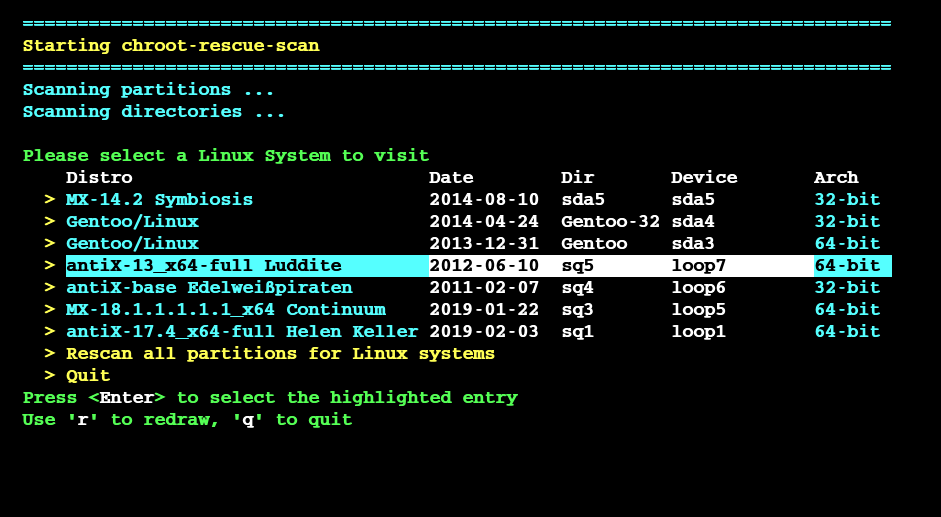 ===============================================================================
Starting chroot-rescue-scan
===============================================================================
Scanning partitions ...
Scanning directories ...
Please select a Linux System to visit
Distro Date Dir Device Arch
> MX-14.2 Symbiosis 2014-08-10 sda5 sda5 32-bit
> Gentoo/Linux 2014-04-24 Gentoo-32 sda4 32-bit
> Gentoo/Linux 2013-12-31 Gentoo sda3 64-bit
> antiX-13_x64-full Luddite 2012-06-10 sq5 loop7 64-bit
> antiX-base Edelweißpiraten 2011-02-07 sq4 loop6 32-bit
> MX-18.1.1.1.1.1_x64 Continuum 2019-01-22 sq3 loop5 64-bit
> antiX-17.4_x64-full Helen Keller 2019-02-03 sq1 loop1 64-bit
> Rescan all partitions for Linux systems
> Quit
Press <Enter> to select the highlighted entry
Use 'r' to redraw, 'q' to quit